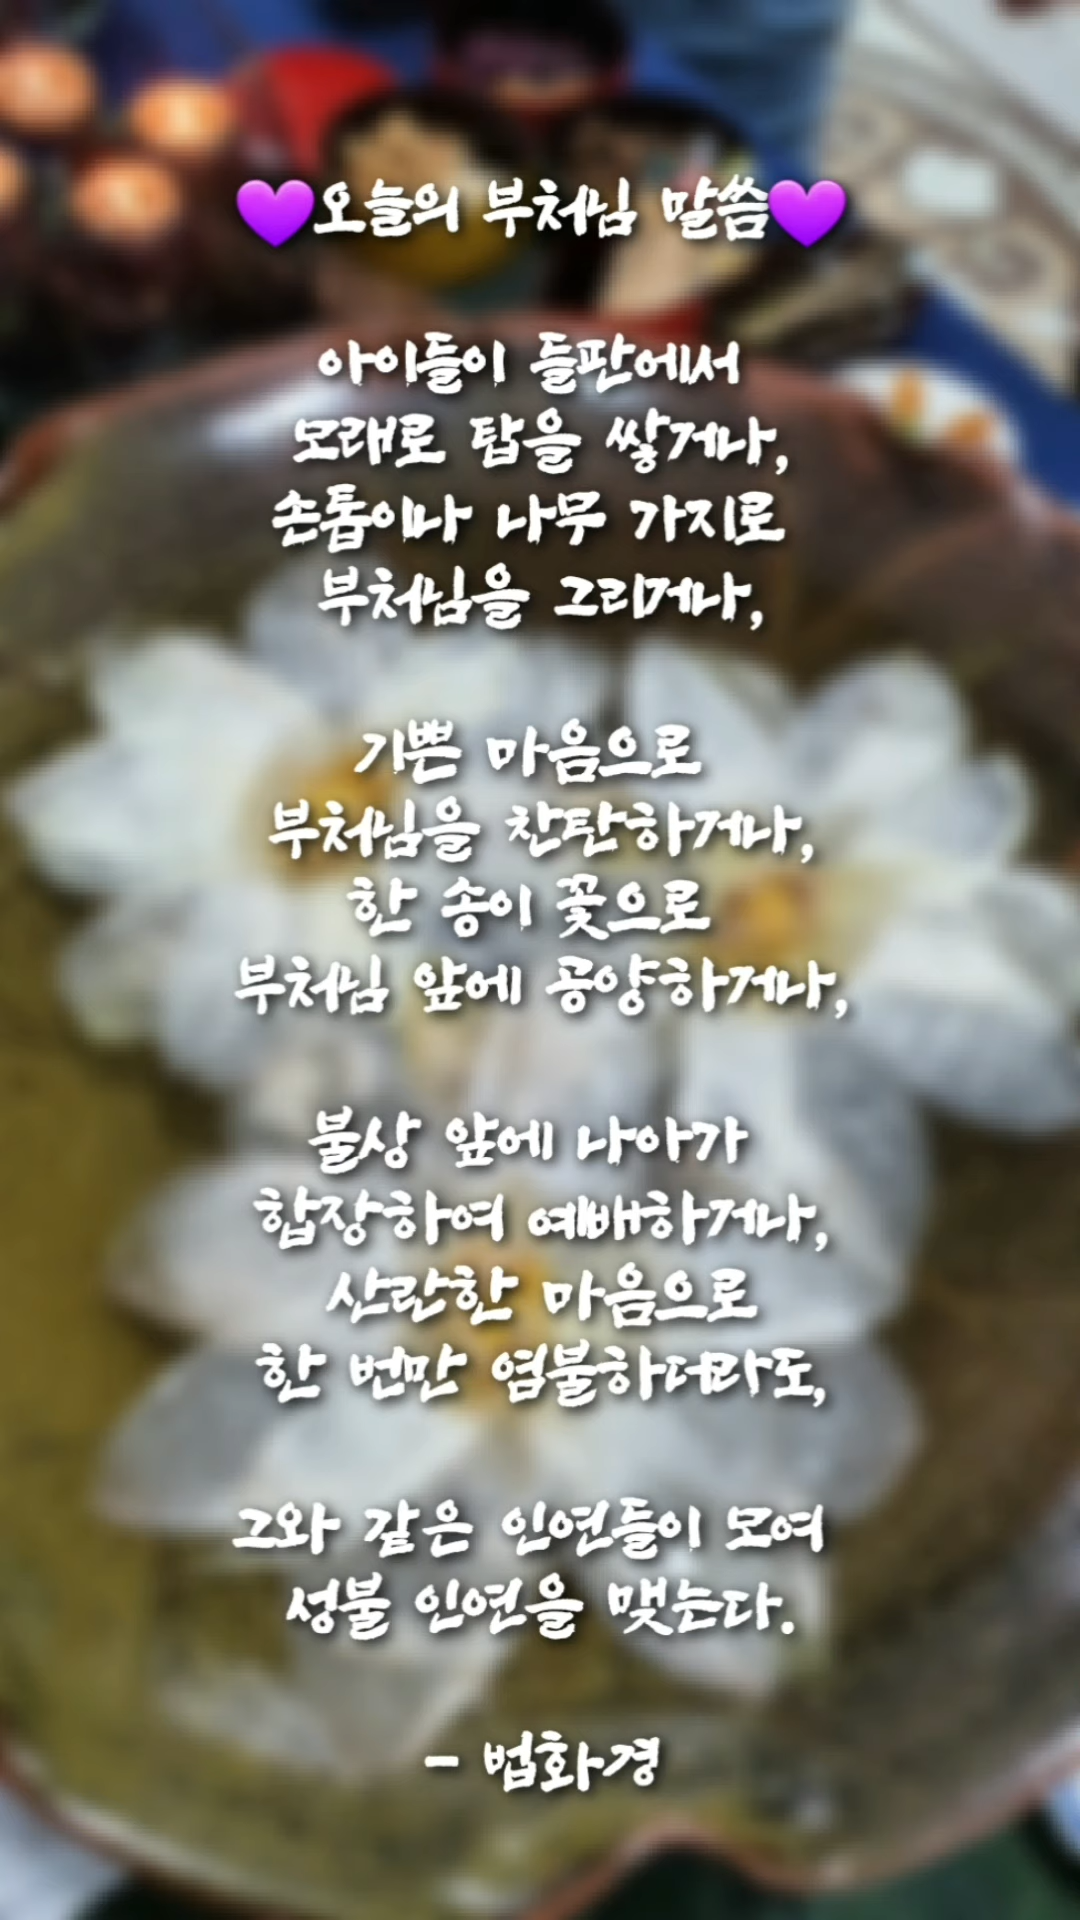 💜오늘의 부처님 말씀💜
아이들이 들판에서
모래로 탑을 쌓거나,
손톱이나 나무 가지로
부처님을 그리거나,
기쁜 마음으로
부처님을 찬탄하거나,
한 송이 꽃으로
부처님 앞에 공양하거나,
불상 앞에 나아가
합장하여 예배하거나,
산란한 마음으로
한 번만 염불하더라도,
그와 같은 인연들이 모여
성불 인연을 맺는다.
- 법화경